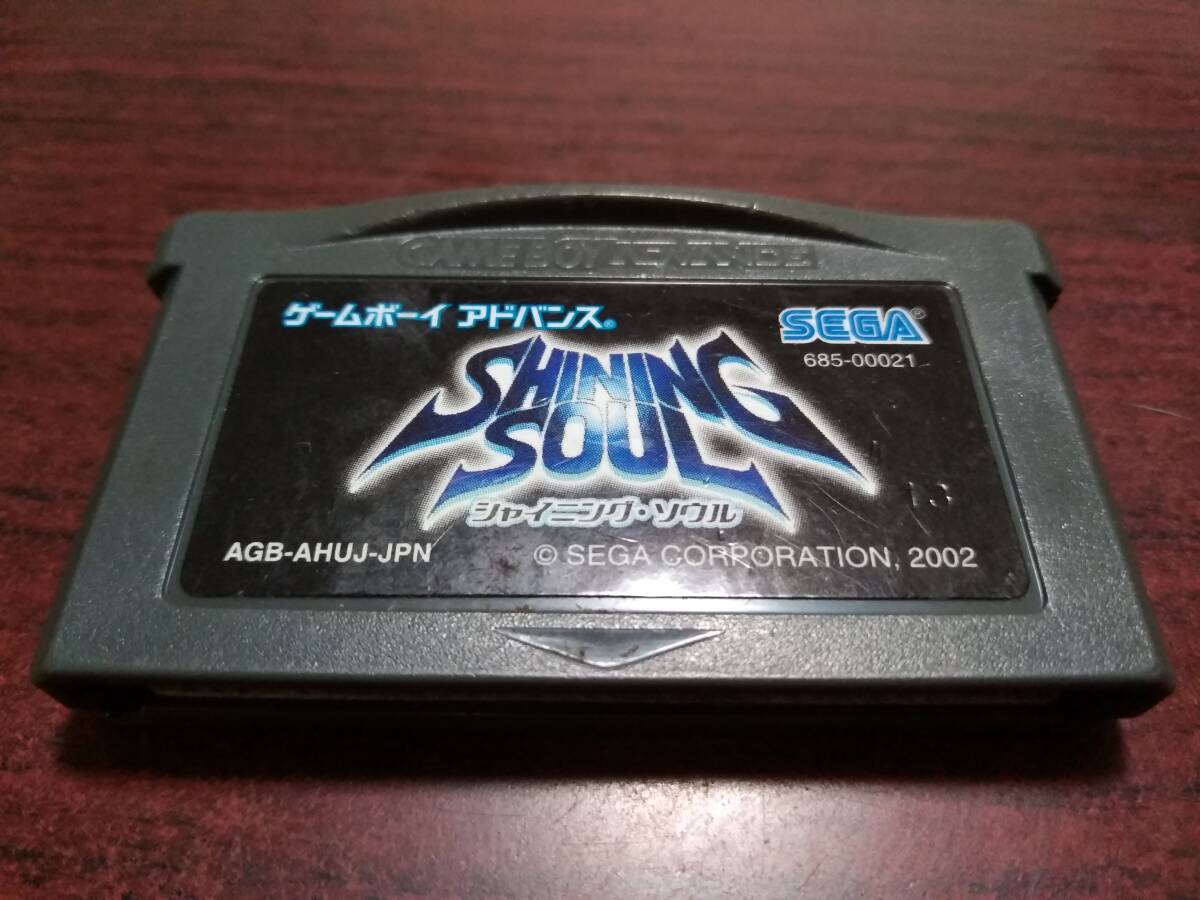 GAME BOY ADVANCE
ゲームボーイ アドバンス®
SEGA®
685-00021
SHINING
SOUL
シャイニング・ソウル
13
AGB-AHUJ-JPN
© SEGA CORPORATION, 2002